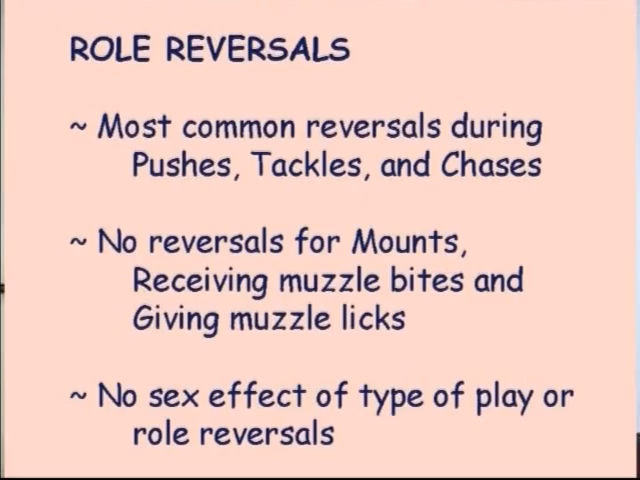 ROLE REVERSALS
~ Most common reversals during
Pushes, Tackles, and Chases
~ No reversals for Mounts,
Receiving muzzle bites and
Giving muzzle licks
~ No sex effect of type of play or
role reversals